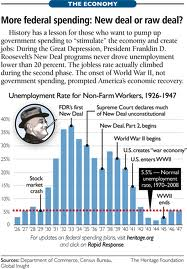 THE ECONOMY
More federal spending: New deal or raw deal?
History has a lesson for those who want to pump up
government spending to "stimulate" the economy and create
jobs: During the Great Depression, President Franklin D.
Roosevelt's New Deal programs never drove unemployment
lower than 20 percent. The jobless rate actually climbed
during the second phase. The onset of World War II, not
government spending, prompted America's economic recovery.
Unemployment Rate for Non-Farm Workers, 1926-1947
FDR's first
New Deal
Supreme Court declares much
of New Deal unconstitutional
40%
New Deal, Part 2, begins
World War II begins
U.S. creates "war economy"
U.S. enters WWII
5.5% — Normal
unemployment
rate, 1970–2008
Stock
market
crash
WWII
ends
26 27 28 29 30 31 32 33 34 35 36 37 38 39 40 41 42 43 44 45 46 47
For updates on federal spending plans, visit heritage.org
and click on Rapid Response.
Sources: Department of Commerce, Census Bureau,
Global Insight
The Heritage Foundation